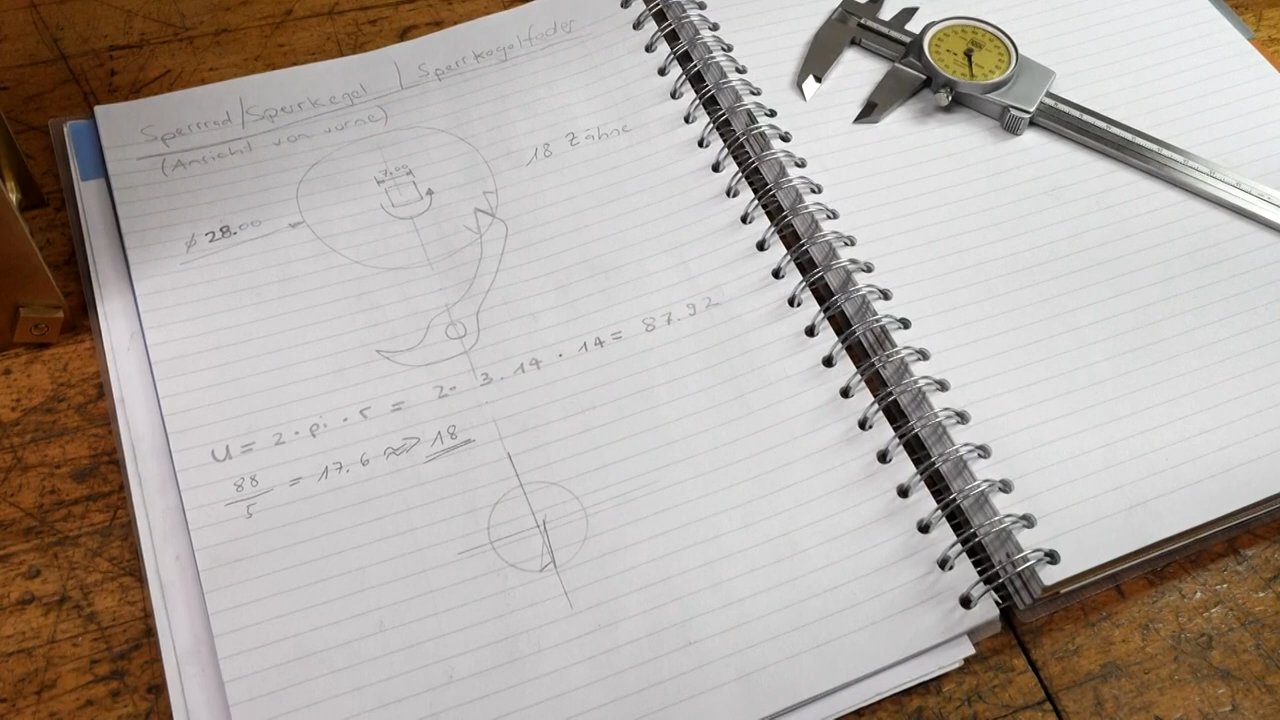 Sperrrad/Sperrkegel / Sperrkegelfeder
(Ansicht von vorne)
18 Zähne
7.00
ø 28.00
U = 2 · pi · r = 2 · 3.14 · 14 = 87.92
88/5 = 17.6 ≈> 18